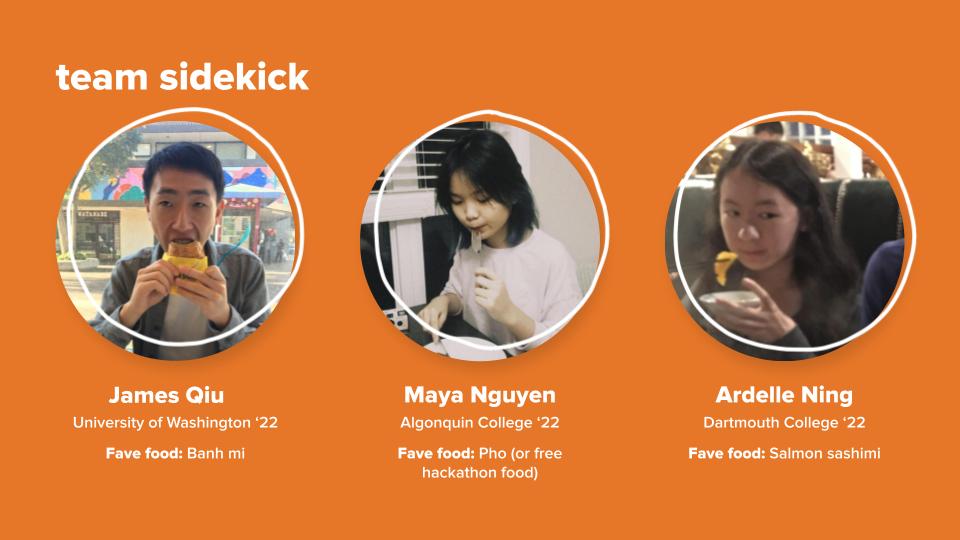 team sidekick
WATANABE
James Qiu
University of Washington ‘22
Fave food: Banh mi
Maya Nguyen
Algonquin College ‘22
Fave food: Pho (or free
hackathon food)
Ardelle Ning
Dartmouth College ‘22
Fave food: Salmon sashimi